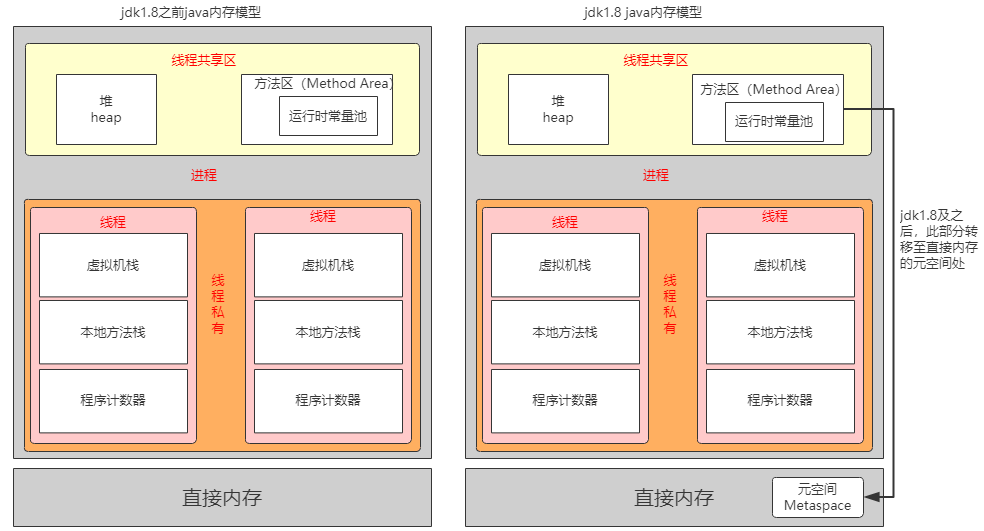 jdk1.8之前java内存模型
线程共享区
堆
heap
方法区（Method Area）
运行时常量池
进程
线程
虚拟机栈
本地方法栈
程序计数器
线
程
私
有
线程
虚拟机栈
本地方法栈
程序计数器
直接内存
jdk1.8 java内存模型
线程共享区
堆
heap
方法区（Method Area）
运行时常量池
进程
线程
虚拟机栈
本地方法栈
程序计数器
线
程
私
有
线程
虚拟机栈
本地方法栈
程序计数器
直接内存
元空间
Metaspace
jdk1.8及之
后，此部分转
移至直接内存
的元空间处